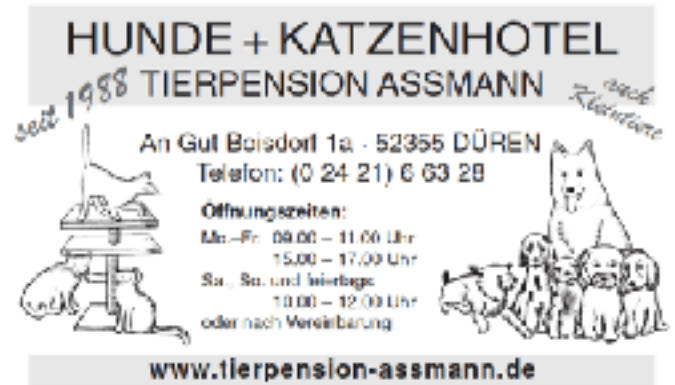 HUNDE + KATZENHOTEL
seit 1988 TIERPENSION ASSMANN
auch Kleintiere
An Gut Boisdorf 1a - 52355 DÜREN
Telefon: (0 24 21) 6 63 28
Öffnungszeiten:
Mo.–Fr. 09.00 – 11.00 Uhr
15.00 – 17.00 Uhr
Sa., So. und feiertags
10.00 – 12.00 Uhr
oder nach Vereinbarung
www.tierpension-assmann.de